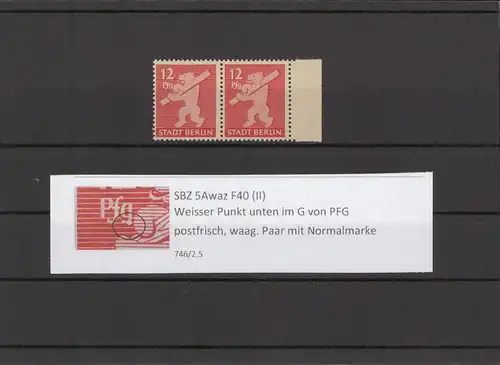 12
Pfg
STADT BERLIN
12
Pfg
STADT BERLIN
Pfg
SBZ 5Awaz F40 (II)
Weisser Punkt unten im G von PFG
postfrisch, waag. Paar mit Normalmarke
746/2,5